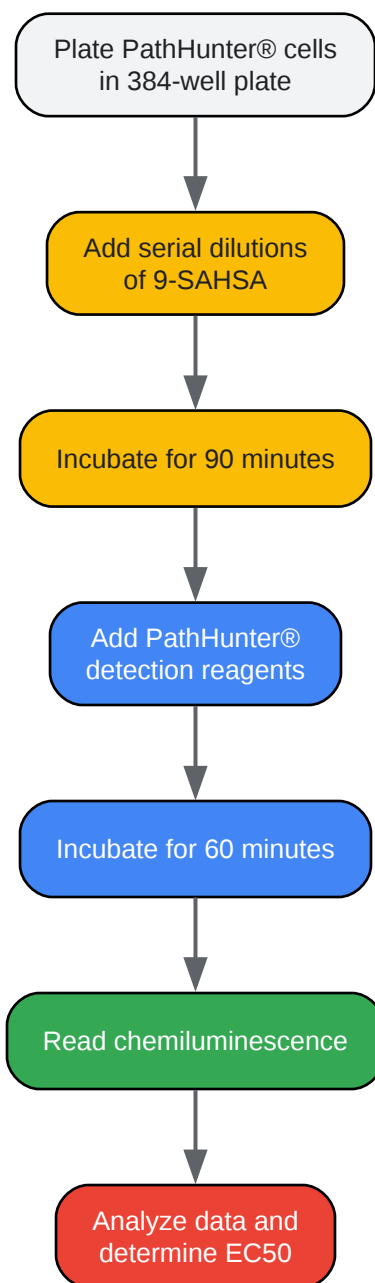 Plate PathHunter® cells
in 384-well plate
Add serial dilutions
of 9-SAHSA
Incubate for 90 minutes
Add PathHunter®
detection reagents
Incubate for 60 minutes
Read chemiluminescence
Analyze data and
determine EC50